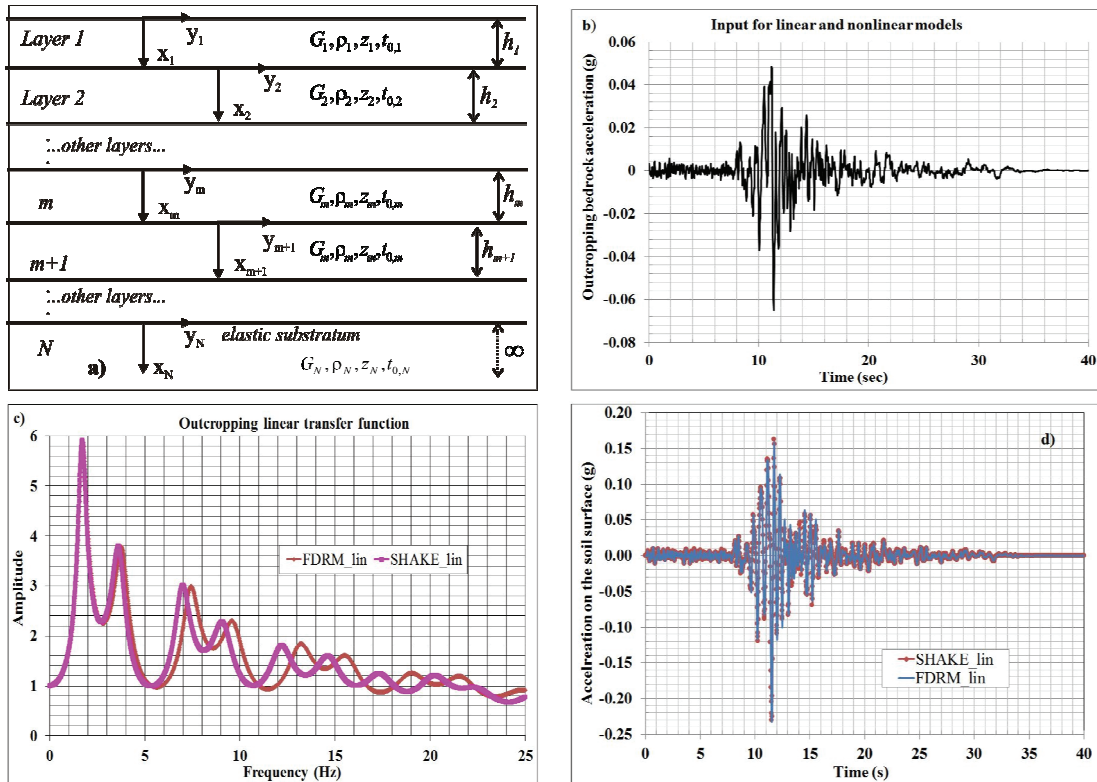 Layer 1
y1
x1
G1,ρ1,z1,t0,1
h1
Layer 2
y2
x2
G2,ρ2,z2,t0,2
h2
...other layers...
m
ym
xm
Gm,ρm,zm,t0,m
hm
m+1
ym+1
xm+1
Gm,ρm,zm,t0,m
hm+1
...other layers...
N
a)
yN
xN
elastic substratum
GN,ρN,zN,t0,N
∞
b)
Input for linear and nonlinear models
Outcropping bedrock acceleration (g)
0.06
0.04
0.02
0
-0.02
-0.04
-0.06
-0.08
0 10 20 30 40
Time (sec)
c)
Outcropping linear transfer function
Amplitude
6
5
4
3
2
1
0
FDRM_lin SHAKE_lin
0 5 10 15 20 25
Frequency (Hz)
d)
Accelreation on the soil surface (g)
0.20
0.15
0.10
0.05
0.00
-0.05
-0.10
-0.15
-0.20
-0.25
SHAKE_lin
FDRM_lin
0 5 10 15 20 25 30 35 40
Time (s)